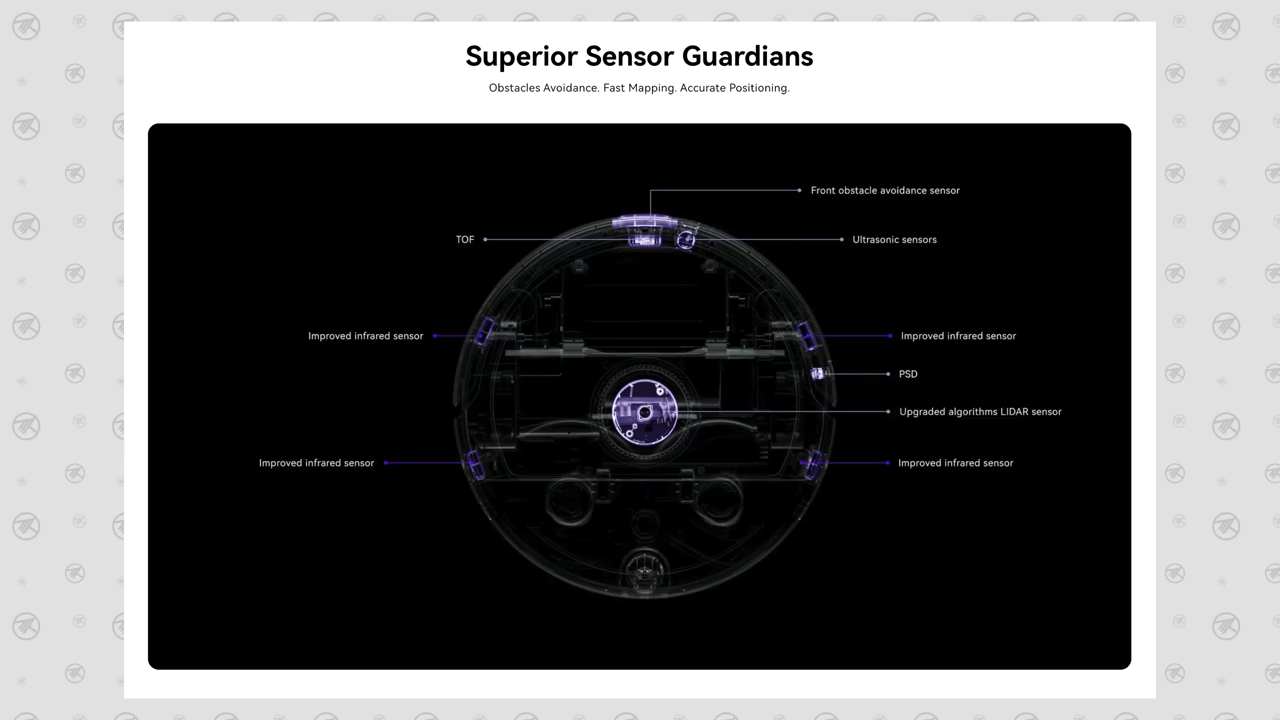 Superior Sensor Guardians
Obstacles Avoidance. Fast Mapping. Accurate Positioning.
Front obstacle avoidance sensor
TOF
Ultrasonic sensors
Improved infrared sensor
Improved infrared sensor
PSD
Upgraded algorithms LIDAR sensor
Improved infrared sensor
Improved infrared sensor